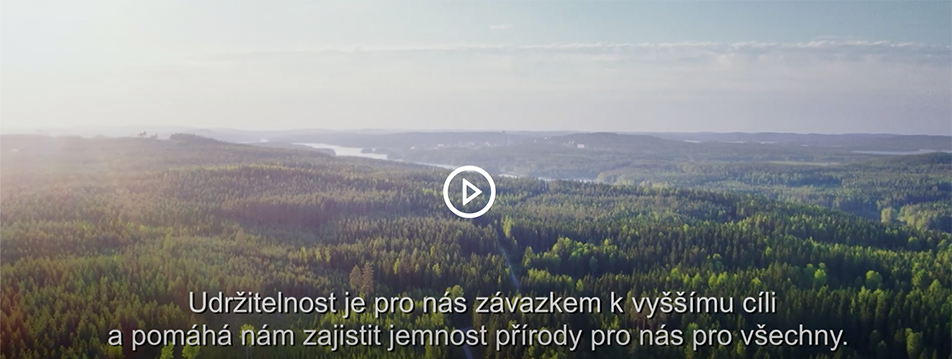 Udržitelnost je pro nás závazkem k vyššímu cíli
a pomáhá nám zajistit jemnost přírody pro nás pro všechny.